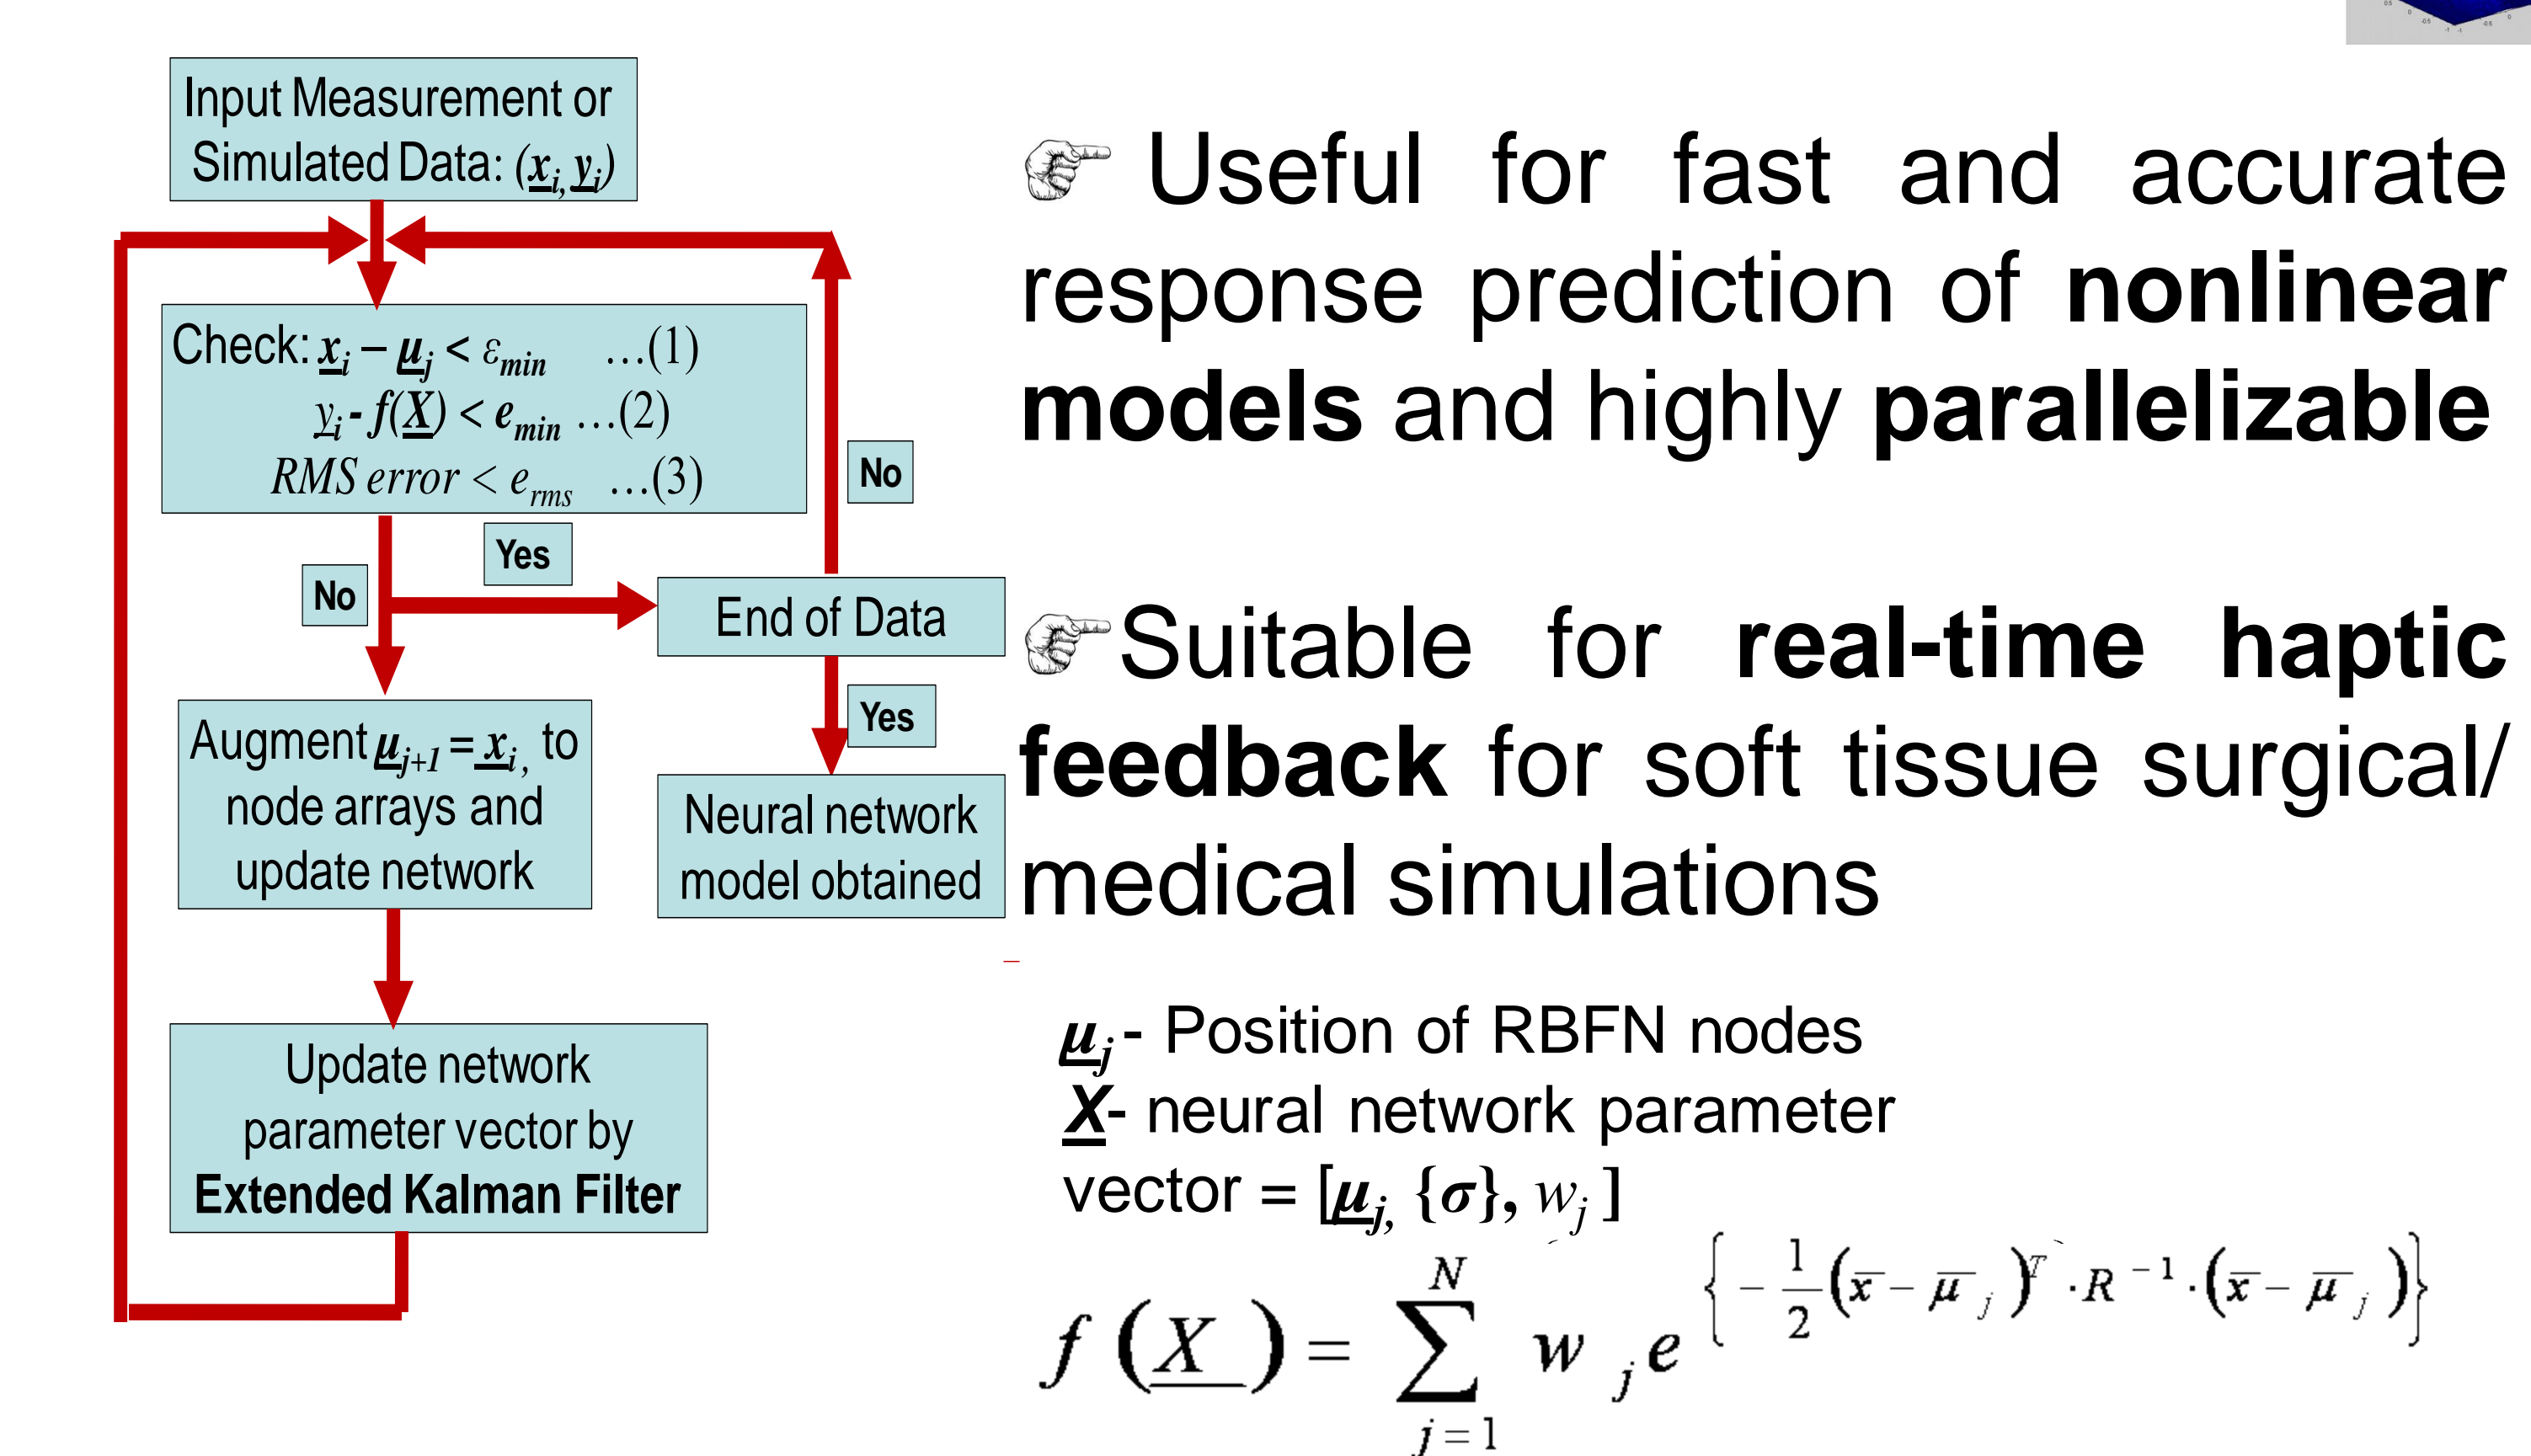 Input Measurement or
Simulated Data: (x_i, y_i)
Check: x_i – μ_j < ε_min …(1)
y_i - f(X) < e_min …(2)
RMS error < e_rms …(3)
No
Yes
No
End of Data
Yes
Augment μ_{j+1} = x_i, to
node arrays and
update network
Neural network
model obtained
Update network
parameter vector by
Extended Kalman Filter
☞ Useful for fast and accurate
response prediction of nonlinear
models and highly parallelizable
☞Suitable for real-time haptic
feedback for soft tissue surgical/
medical simulations
μ_j - Position of RBFN nodes
X- neural network parameter
vector = [μ_j, {σ}, w_j ]
f (X) = ∑_{j=1}^{N} w_j e^{ - 1/2 (x̅ - μ̅_j)^T · R^{-1} · (x̅ - μ̅_j) }